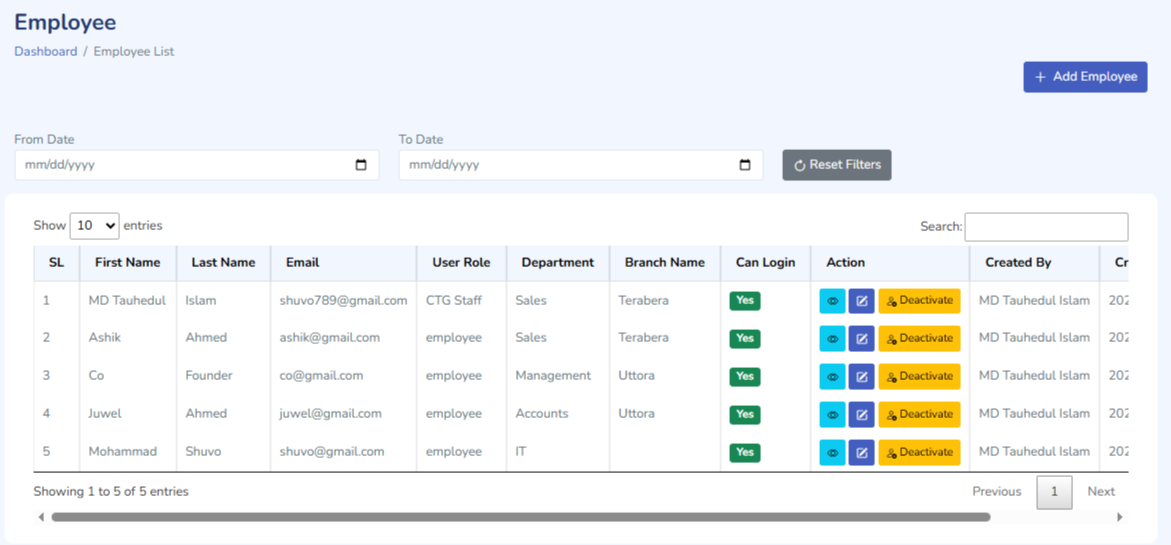 Employee
Dashboard / Employee List
+ Add Employee
From Date To Date
mm/dd/yyyy mm/dd/yyyy Reset Filters
Show 10 entries Search:
SL First Name Last Name Email User Role Department Branch Name Can Login Action Created By Cr
1 MD Tauhedul Islam shuvo789@gmail.com CTG Staff Sales Terabera Yes Deactivate MD Tauhedul Islam 202
2 Ashik Ahmed ashik@gmail.com employee Sales Terabera Yes Deactivate MD Tauhedul Islam 202
3 Co Founder co@gmail.com employee Management Uttora Yes Deactivate MD Tauhedul Islam 202
4 Juwel Ahmed juwel@gmail.com employee Accounts Uttora Yes Deactivate MD Tauhedul Islam 202
5 Mohammad Shuvo shuvo@gmail.com employee IT Yes Deactivate MD Tauhedul Islam 202
Showing 1 to 5 of 5 entries Previous 1 Next